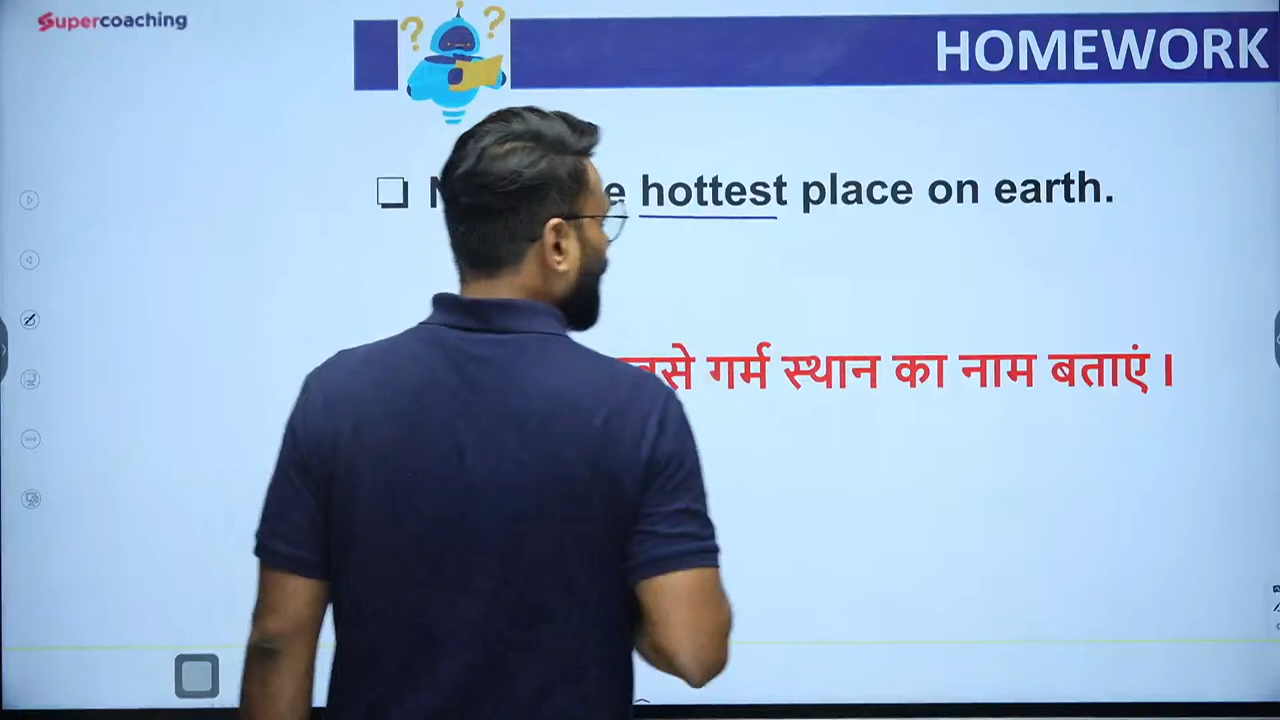 Supercoaching
HOMEWORK
hottest place on earth.
गर्म स्थान का नाम बताएं।